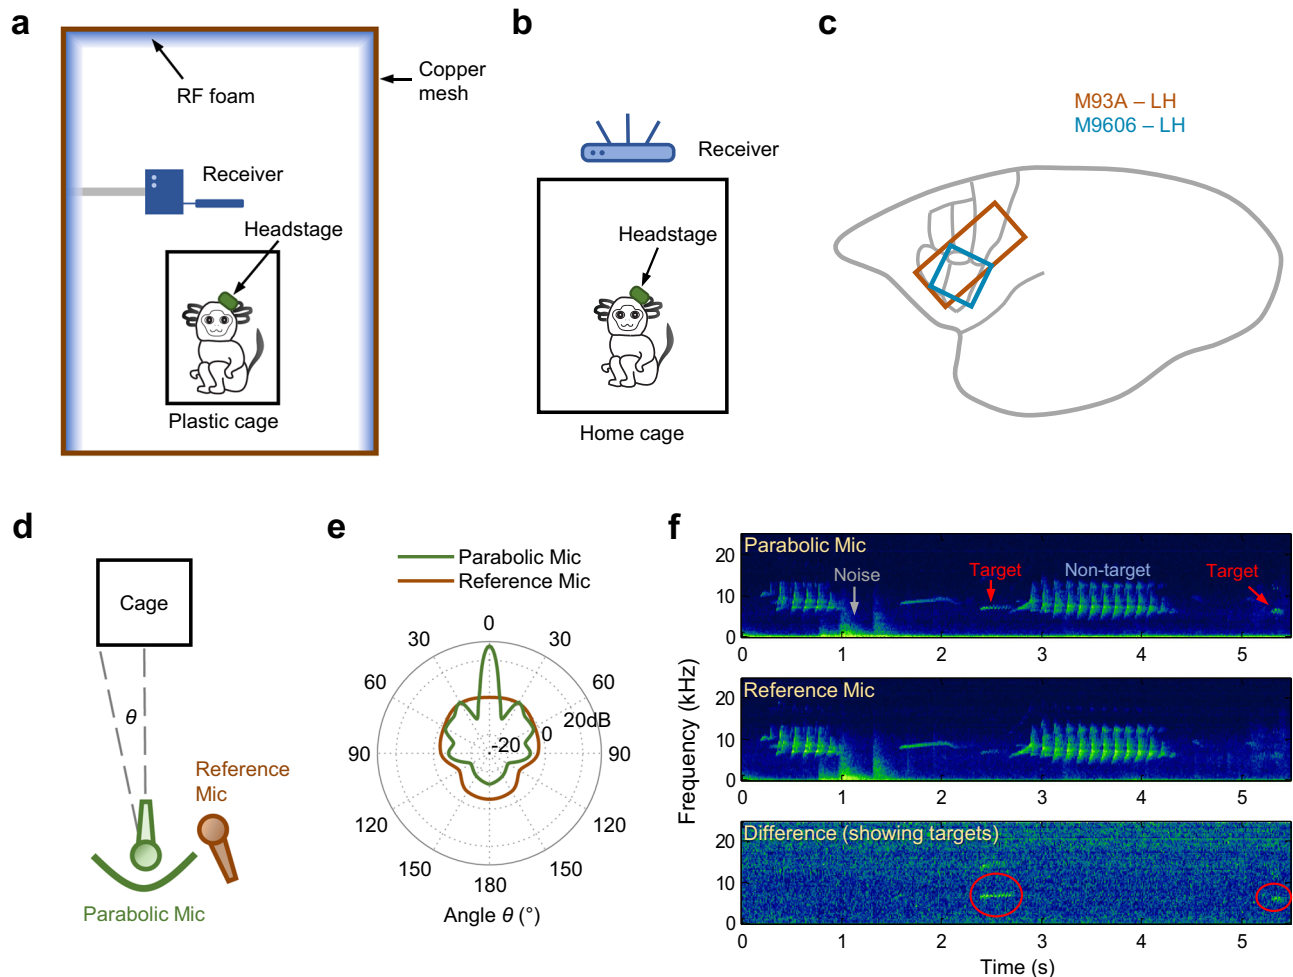 a
RF foam
Copper
mesh
Receiver
Headstage
Plastic cage
b
Receiver
Headstage
Home cage
c
M93A – LH
M9606 – LH
d
Cage
θ
Reference
Mic
Parabolic Mic
e
Parabolic Mic
Reference Mic
0
30 30
60 60
20dB
0
-20
90 90
120 120
150 150
180
Angle θ (°)
f
Parabolic Mic
Noise
Target
Non-target
Target
20
10
0
0 1 2 3 4 5
Reference Mic
20
10
0
0 1 2 3 4 5
Frequency (kHz)
Difference (showing targets)
20
10
0
0 1 2 3 4 5
Time (s)